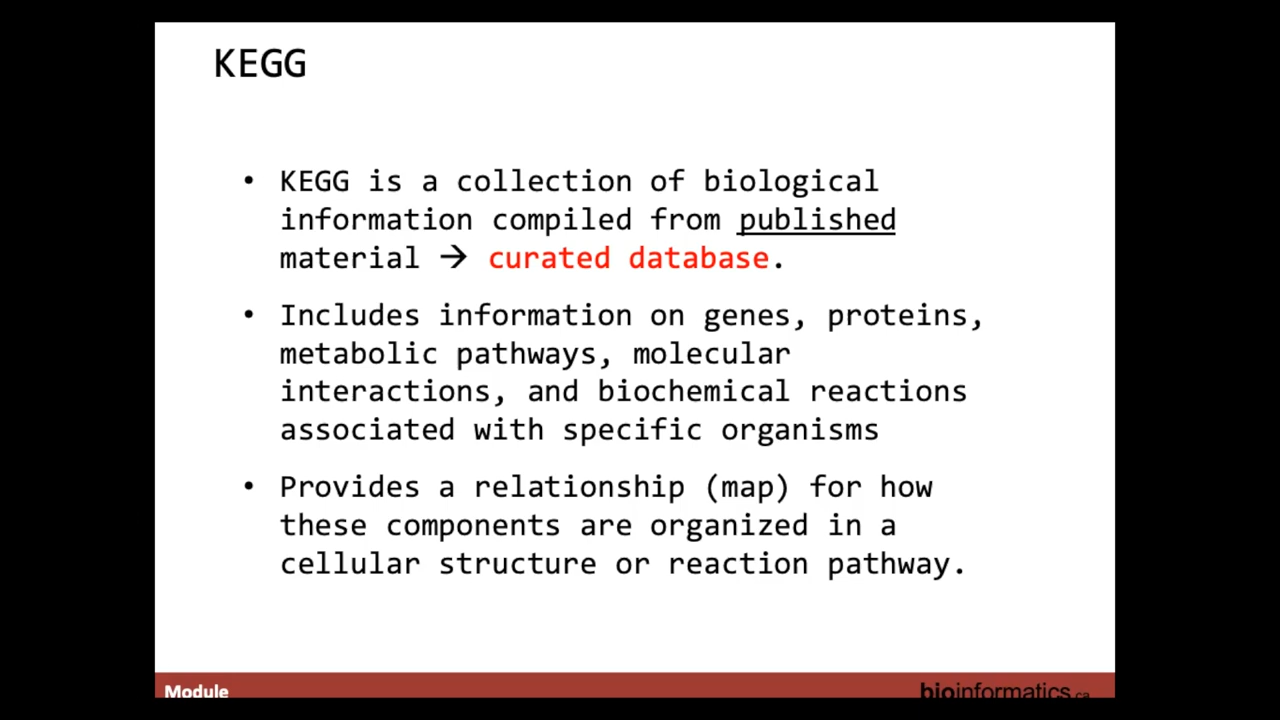 KEGG
• KEGG is a collection of biological
information compiled from published
material → curated database.
• Includes information on genes, proteins,
metabolic pathways, molecular
interactions, and biochemical reactions
associated with specific organisms
• Provides a relationship (map) for how
these components are organized in a
cellular structure or reaction pathway.
Module
bioinformatics.ca